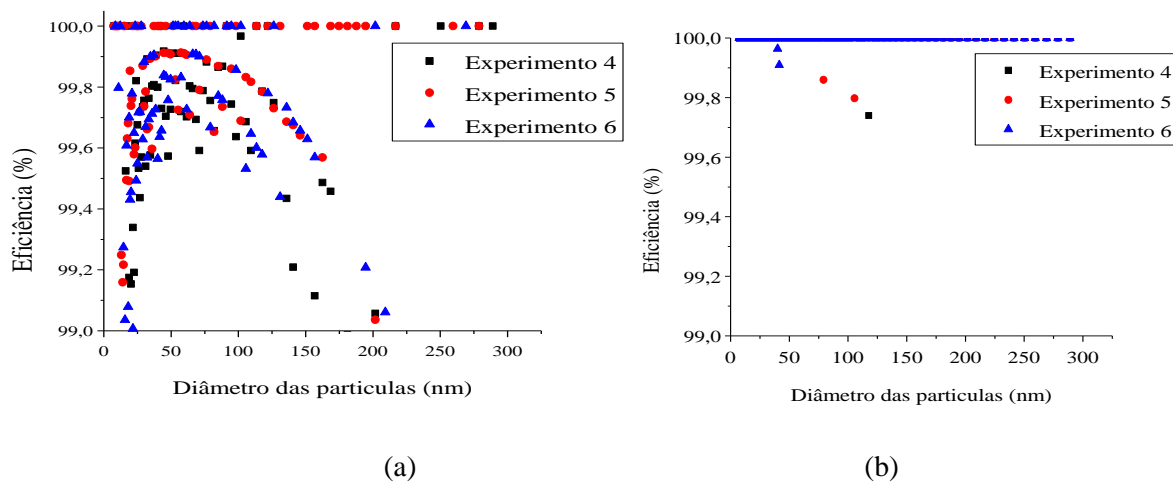 100,0
99,8
99,6
99,4
99,2
99,0
Eficiência (%)
0
50
100
150
200
250
300
Diâmetro das particulas (nm)
Experimento 4
Experimento 5
Experimento 6
(a)
100,0
99,8
99,6
99,4
99,2
99,0
Eficiência (%)
0
50
100
150
200
250
300
Diâmetro das particulas (nm)
Experimento 4
Experimento 5
Experimento 6
(b)